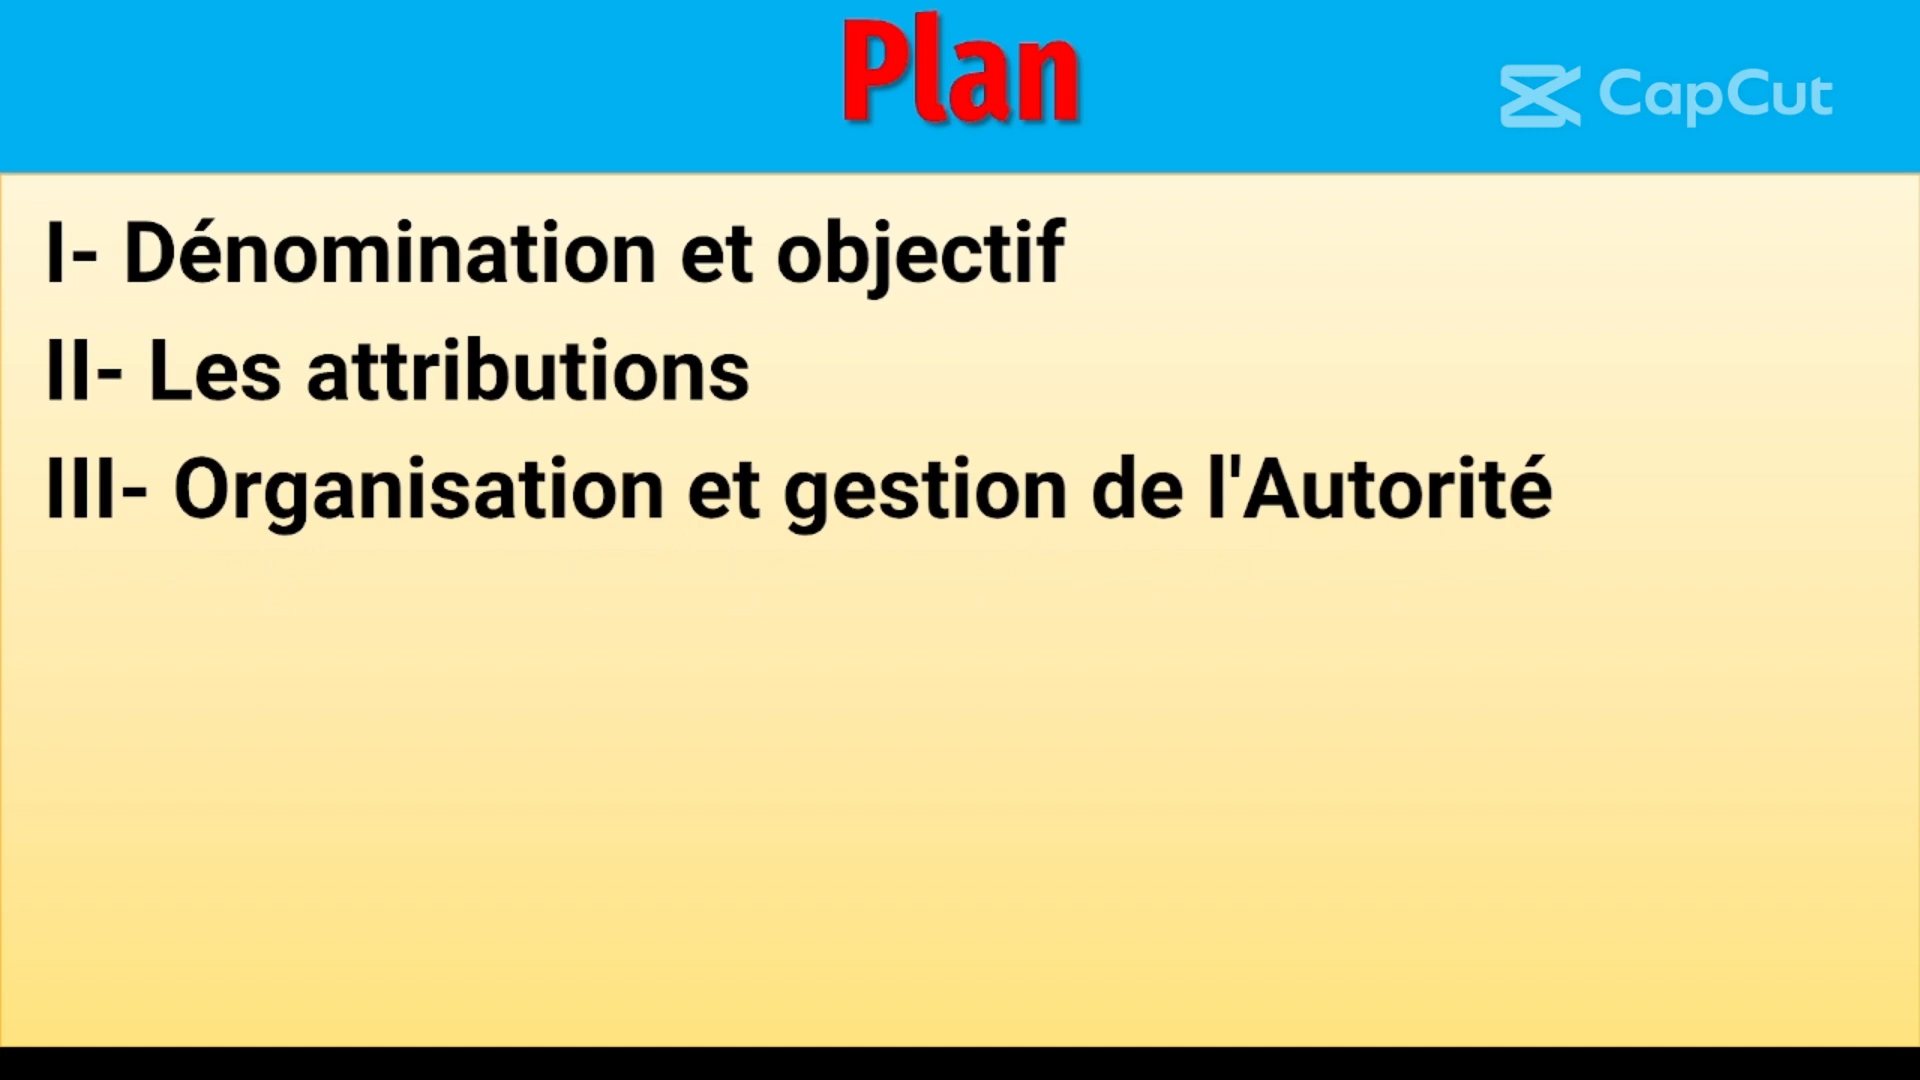 Plan
CapCut
I- Dénomination et objectif
II- Les attributions
III- Organisation et gestion de l'Autorité